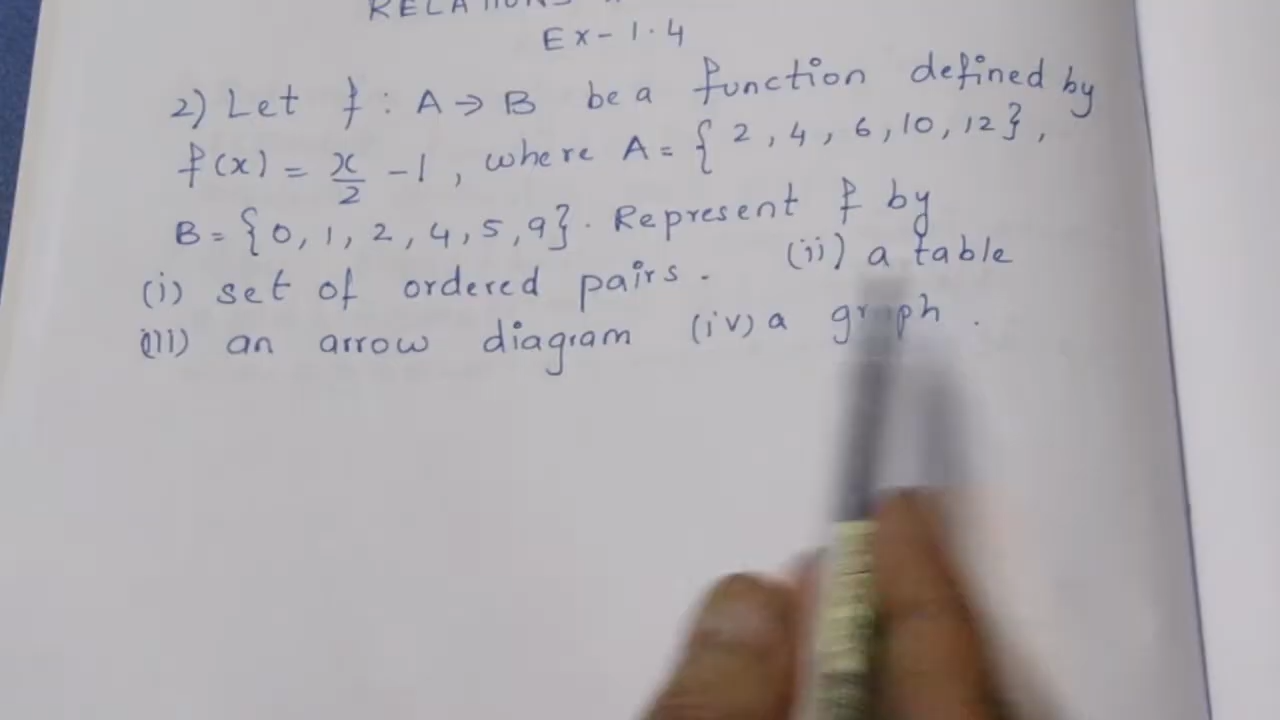 Ex-1.4
2) Let f : A → B be a function defined by
f(x) = x/2 - 1, where A = { 2, 4, 6, 10, 12 },
B = {0, 1, 2, 4, 5, 9}. Represent f by
(i) set of ordered pairs. (ii) a table
(iii) an arrow diagram (iv) a graph.